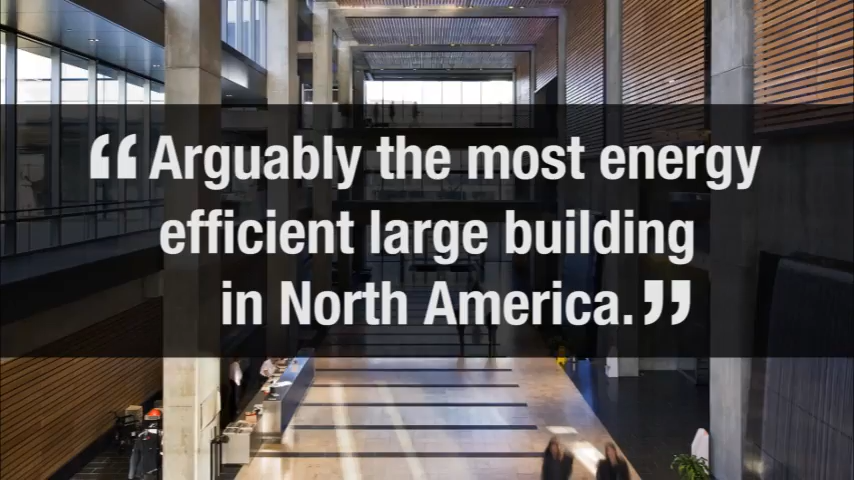 “Arguably the most energy
efficient large building
in North America.”